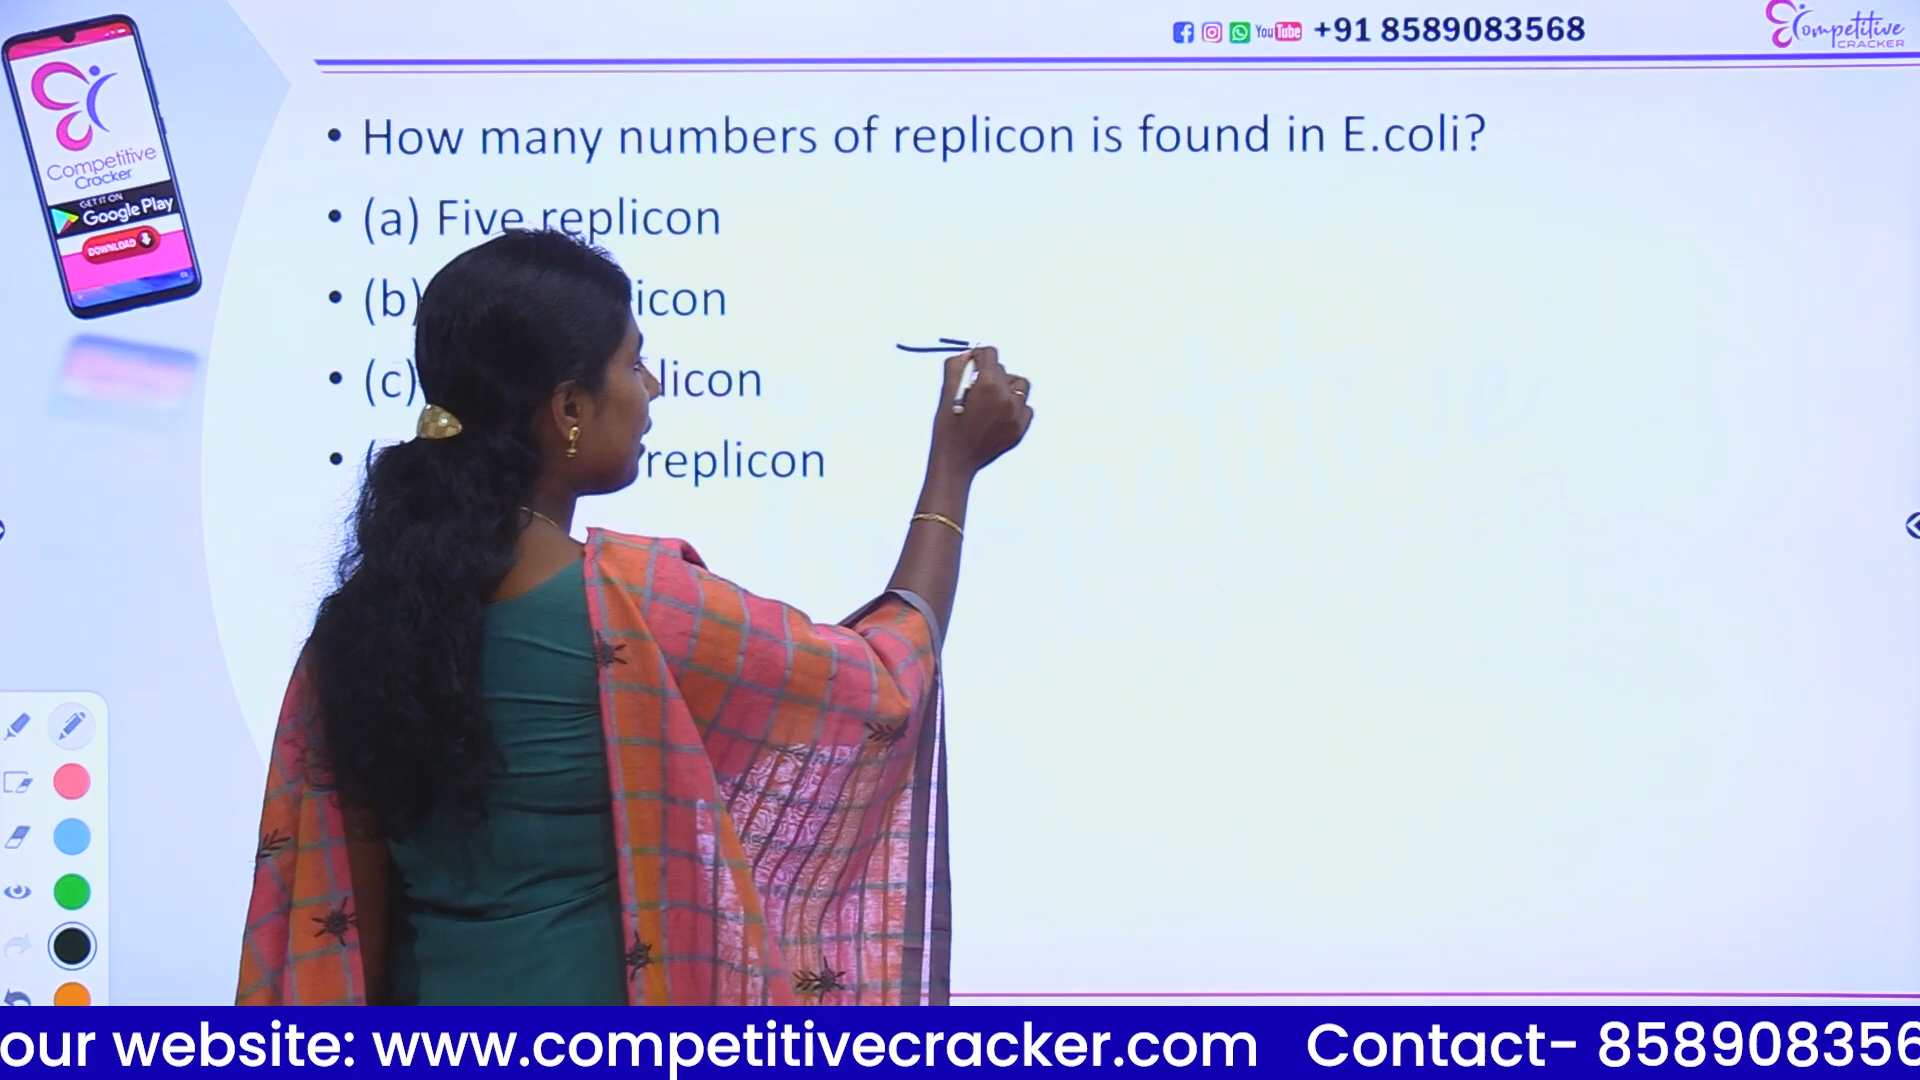 Competitive
Cracker
GET IT ON
Google Play
DOWNLOAD
YouTube +91 8589083568
Competitive
CRACKER
• How many numbers of replicon is found in E.coli?
• (a) Five replicon
• (b) icon
• (c) licon
• replicon
our website: www.competitivecracker.com Contact- 858908356